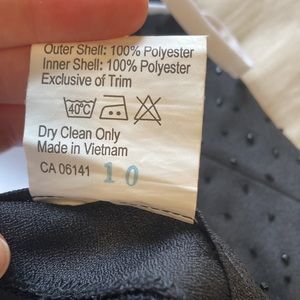 Outer Shell: 100% Polyester
Inner Shell: 100% Polyester
Exclusive of Trim
40°C
Dry Clean Only
Made in Vietnam
CA 06141 10